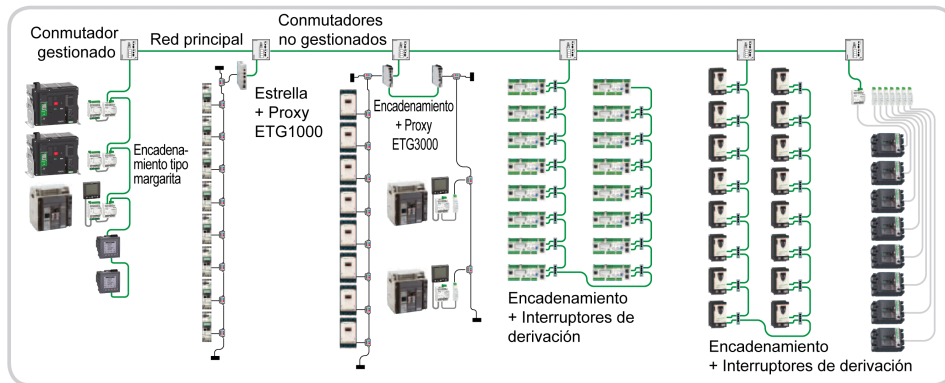 Conmutador
gestionado
Red principal
Conmutadores
no gestionados
Encadena-
miento tipo
margarita
Estrella
+ Proxy
ETG1000
Encadenamiento
+ Proxy
ETG3000
Encadenamiento
+ Interruptores de
derivación
Encadenamiento
+ Interruptores de derivación